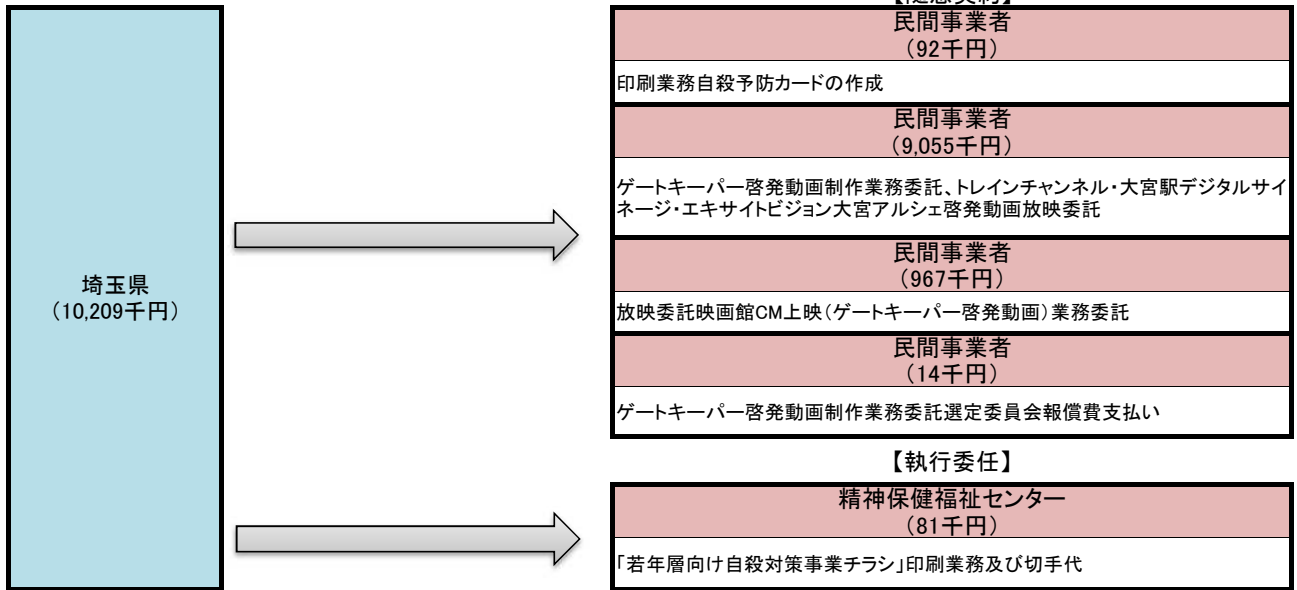 埼玉県
(10,209千円)
民間事業者
(92千円)
印刷業務自殺予防カードの作成
民間事業者
(9,055千円)
ゲートキーパー啓発動画制作業務委託、トレインチャンネル・大宮駅デジタルサイ
ネージ・エキサイトビジョン大宮アルシェ啓発動画放映委託
民間事業者
(967千円)
放映委託映画館CM上映(ゲートキーパー啓発動画)業務委託
民間事業者
(14千円)
ゲートキーパー啓発動画制作業務委託選定委員会報償費支払い
【執行委任】
精神保健福祉センター
(81千円)
「若年層向け自殺対策事業チラシ」印刷業務及び切手代